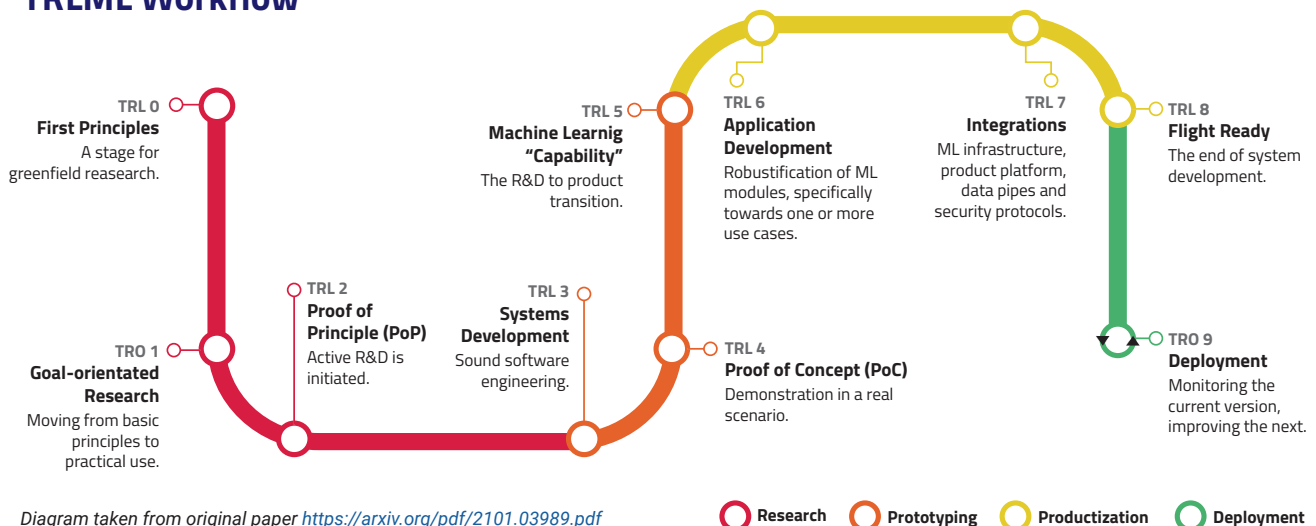 TRL 0
First Principles
A stage for
greenfield reasearch.
TRO 1
Goal-orientated
Research
Moving from basic
principles to
practical use.
TRL 2
Proof of
Principle (PoP)
Active R&D is
initiated.
TRL 3
Systems
Development
Sound software
engineering.
TRL 4
Proof of Concept (PoC)
Demonstration in a real
scenario.
TRL 5
Machine Learnig
“Capability”
The R&D to product
transition.
TRL 6
Application
Development
Robustification of ML
modules, specifically
towards one or more
use cases.
TRL 7
Integrations
ML infrastructure,
product platform,
data pipes and
security protocols.
TRL 8
Flight Ready
The end of system
development.
TRO 9
Deployment
Monitoring the
current version,
improving the next.
Diagram taken from original paper https://arxiv.org/pdf/2101.03989.pdf
Research
Prototyping
Productization
Deployment